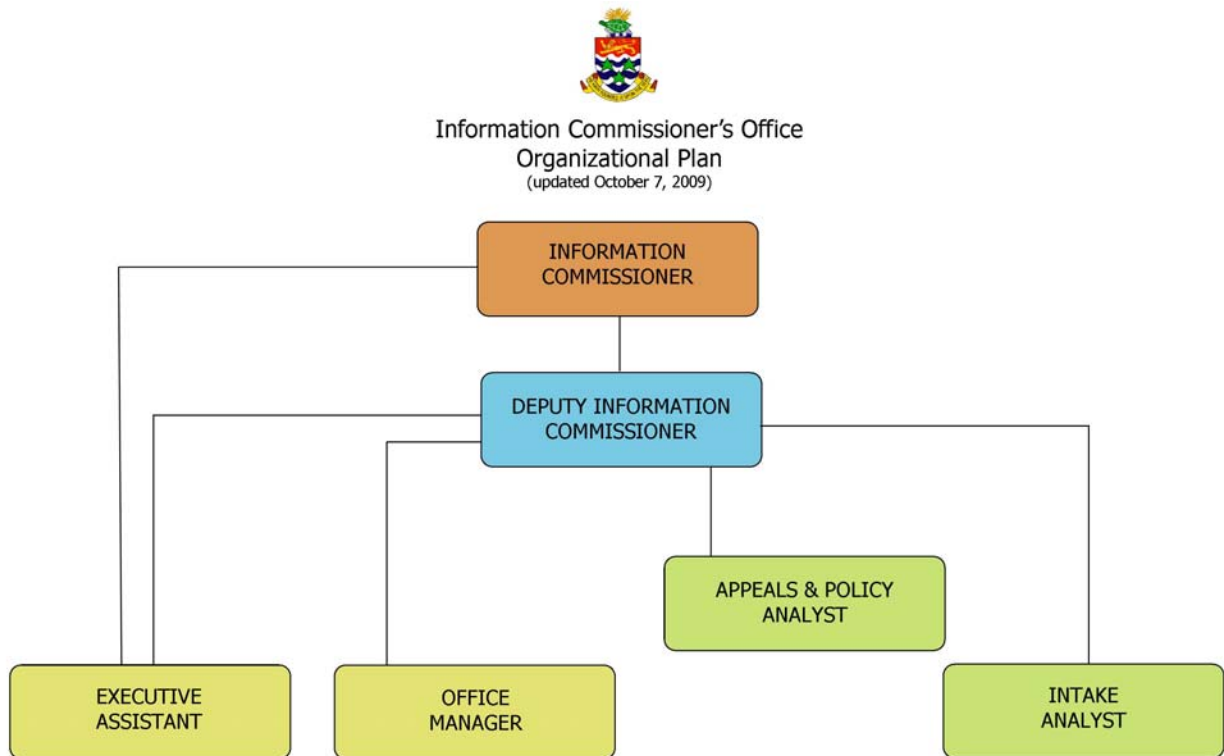 Information Commissioner's Office
Organizational Plan
(updated October 7, 2009)
INFORMATION
COMMISSIONER
DEPUTY INFORMATION
COMMISSIONER
APPEALS & POLICY
ANALYST
EXECUTIVE
ASSISTANT
OFFICE
MANAGER
INTAKE
ANALYST